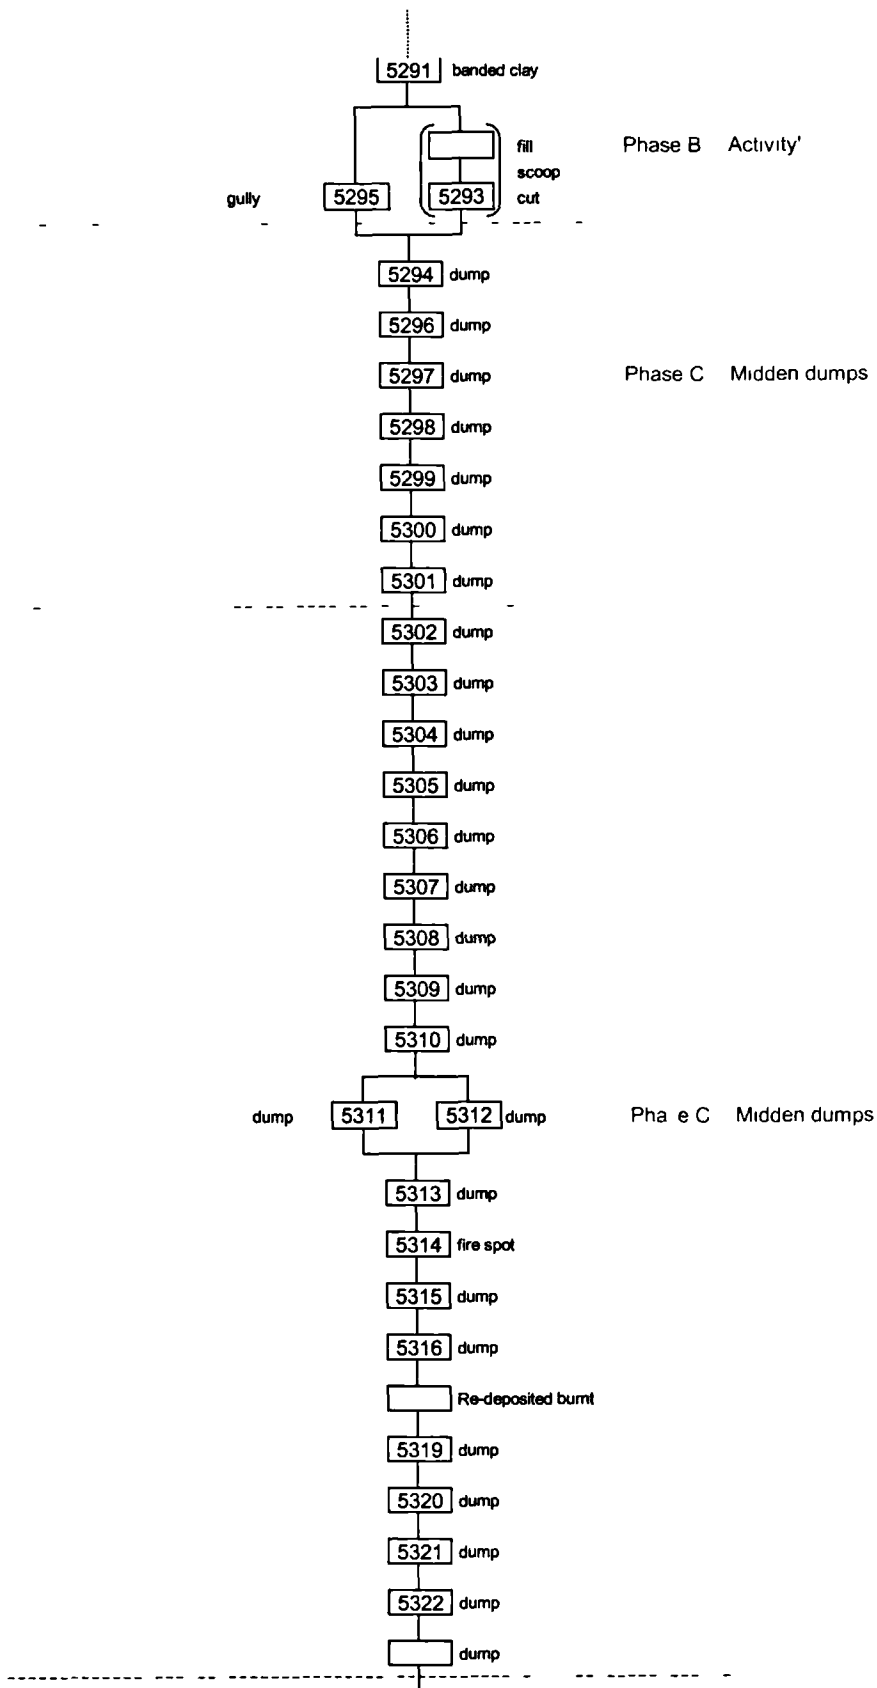 5291 banded clay
fill Phase B Activity'
scoop
gully 5295 5293 cut
5294 dump
5296 dump
5297 dump Phase C Midden dumps
5298 dump
5299 dump
5300 dump
5301 dump
5302 dump
5303 dump
5304 dump
5305 dump
5306 dump
5307 dump
5308 dump
5309 dump
5310 dump
dump 5311 5312 dump Pha e C Midden dumps
5313 dump
5314 fire spot
5315 dump
5316 dump
Re-deposited burnt
5319 dump
5320 dump
5321 dump
5322 dump
dump